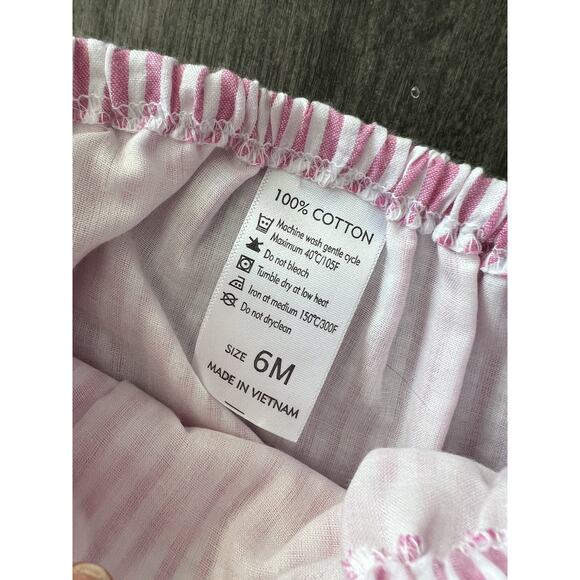 100% COTTON
Machine wash gentle cycle
Maximum 40°C/105F
Do not bleach
Tumble dry at low heat
Iron at medium 150°C/300F
Do not dryclean
SIZE 6M
MADE IN VIETNAM